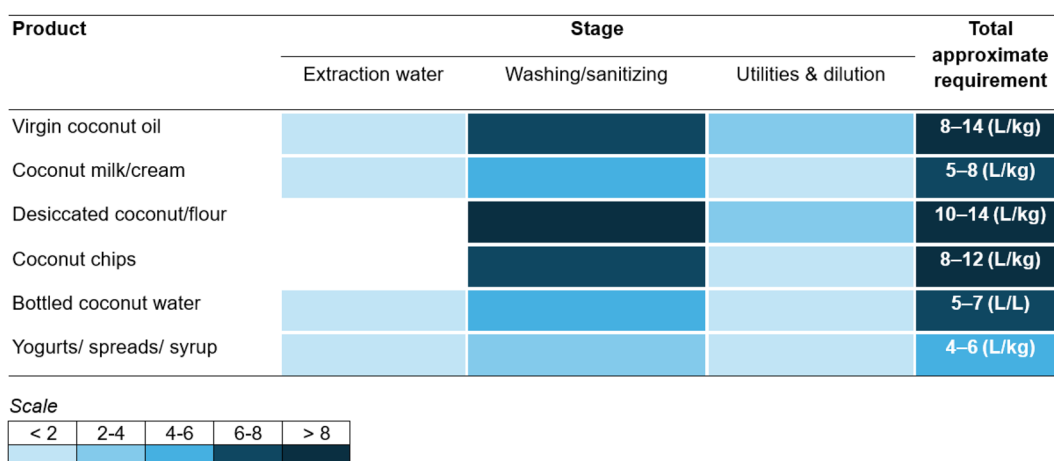 Product Stage Total approximate requirement
Extraction water Washing/sanitizing Utilities & dilution
Virgin coconut oil 8–14 (L/kg)
Coconut milk/cream 5–8 (L/kg)
Desiccated coconut/flour 10–14 (L/kg)
Coconut chips 8–12 (L/kg)
Bottled coconut water 5–7 (L/L)
Yogurts/ spreads/ syrup 4–6 (L/kg)
Scale
< 2 2-4 4-6 6-8 > 8